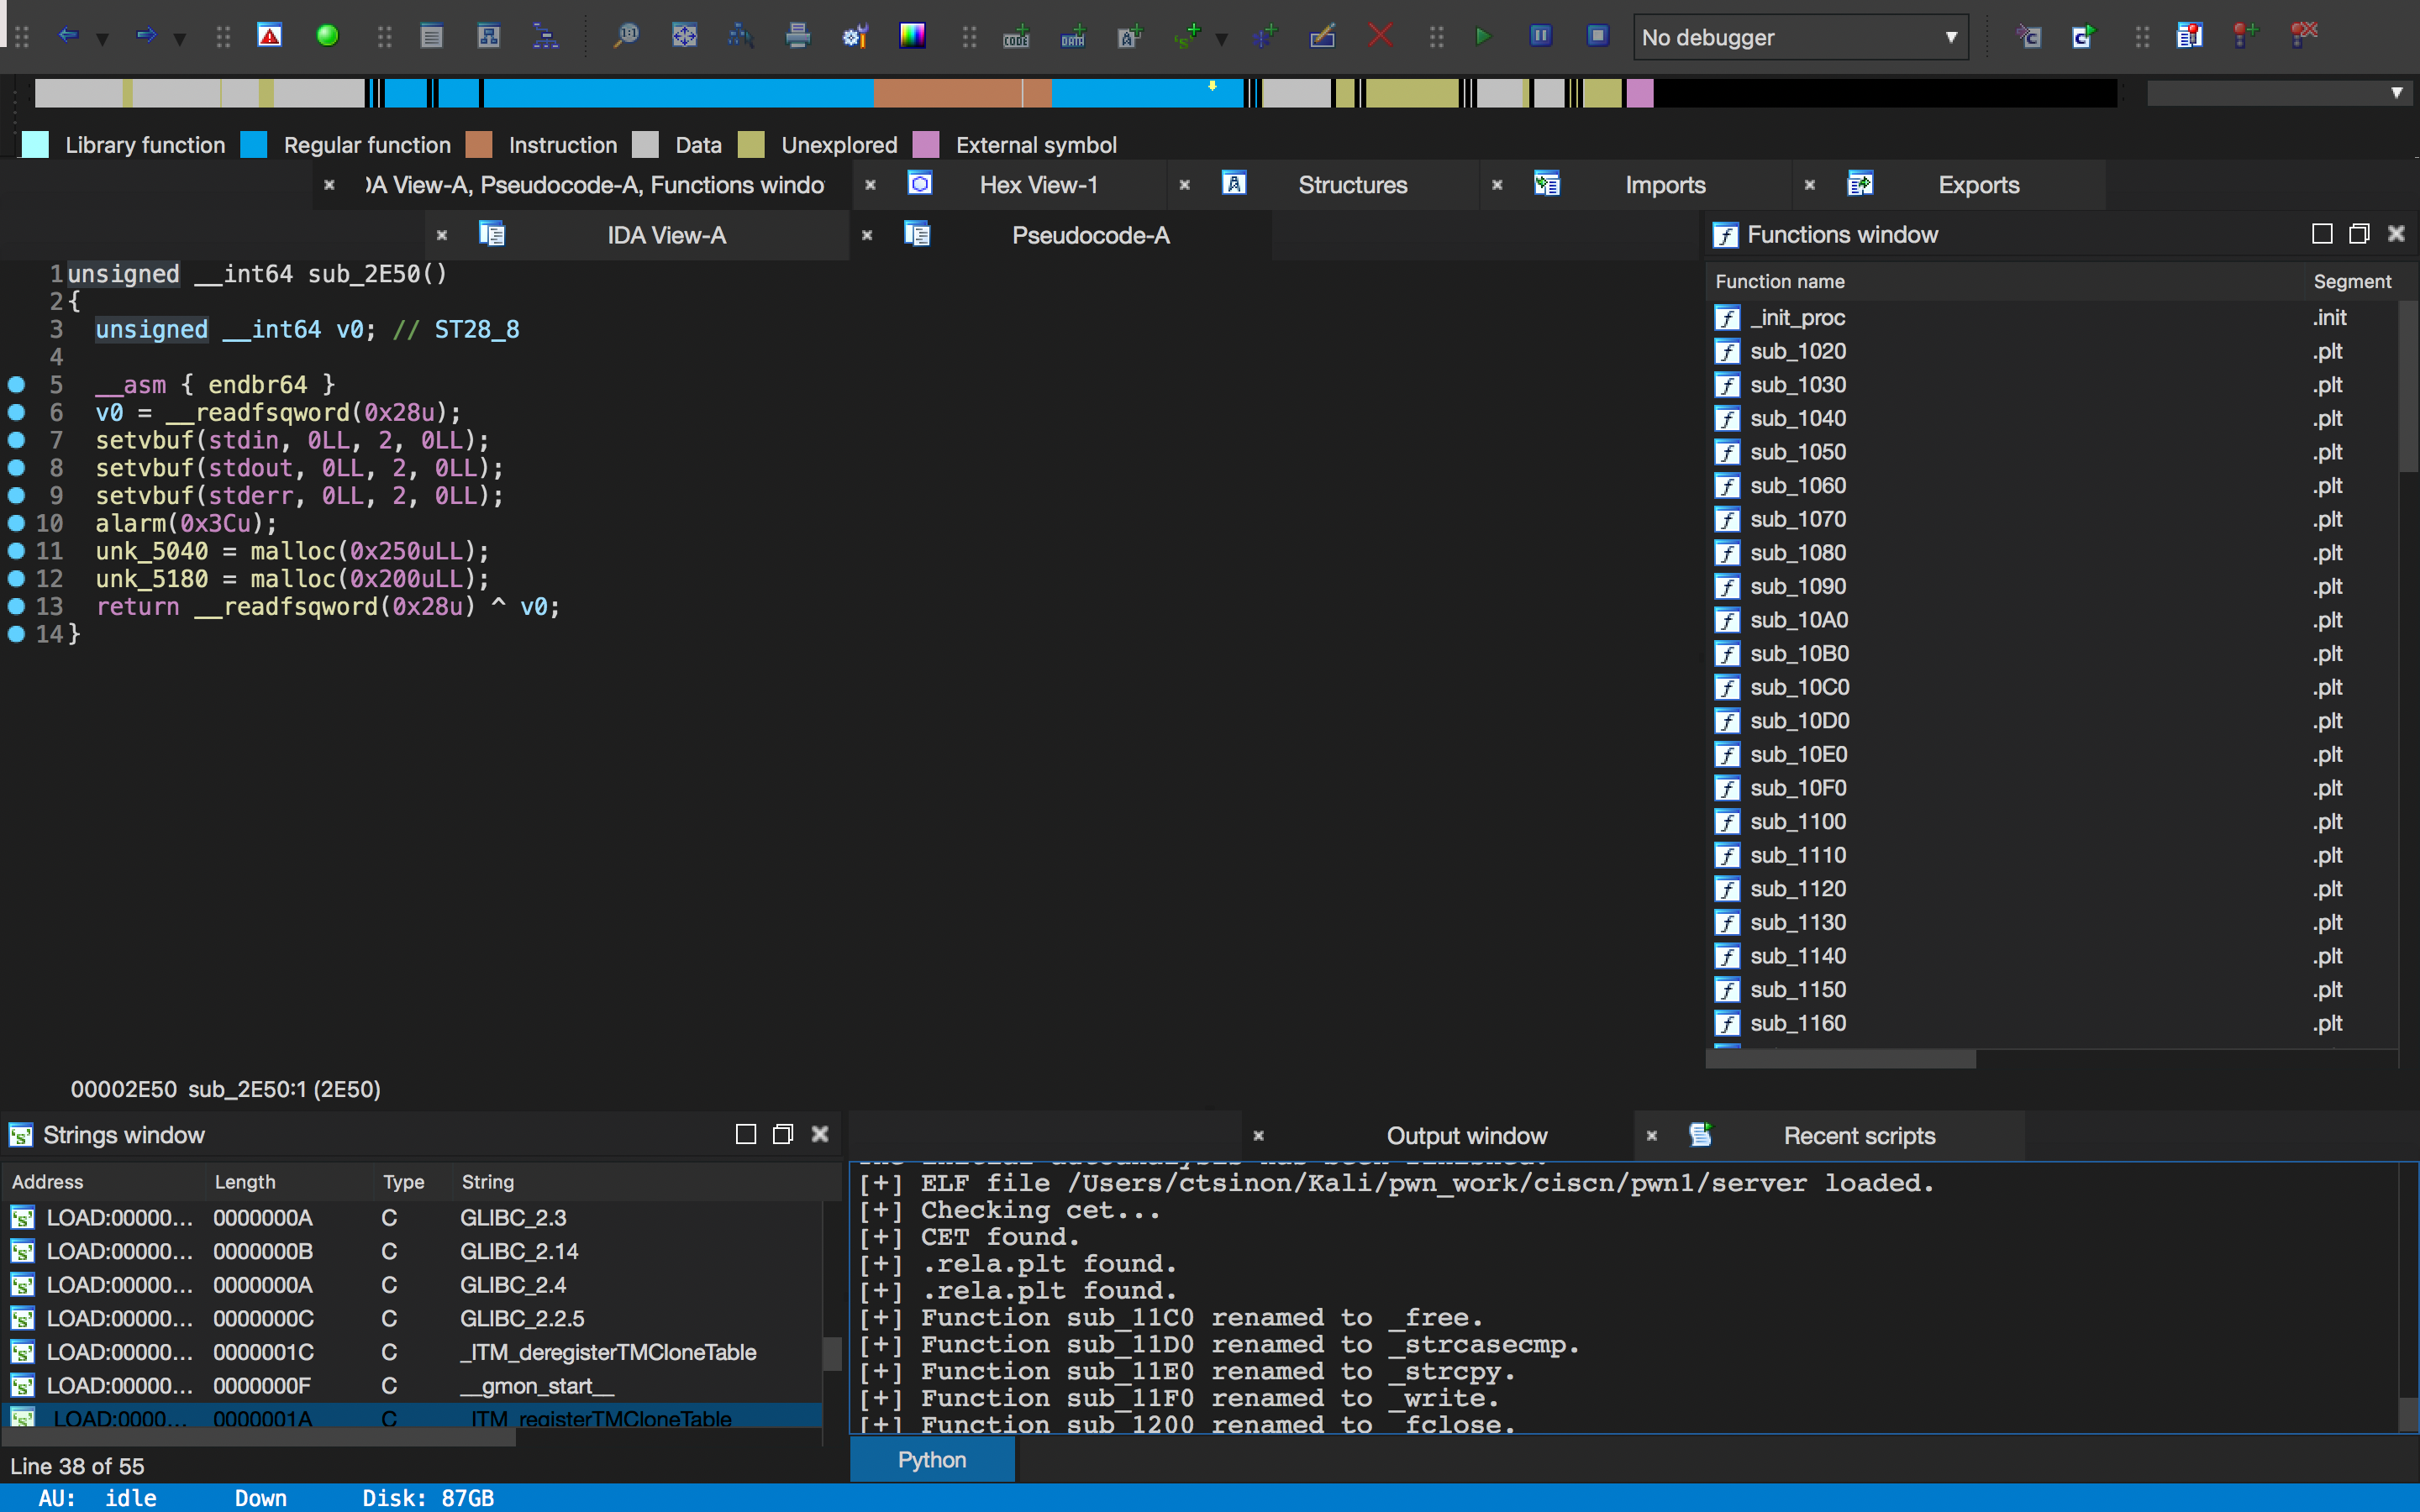 No debugger
Library function Regular function Instruction Data Unexplored External symbol
DA View-A, Pseudocode-A, Functions windo
Hex View-1
Structures
Imports
Exports
IDA View-A
Pseudocode-A
1 unsigned __int64 sub_2E50()
2 {
3   unsigned __int64 v0; // ST28_8
4
5   __asm { endbr64 }
6   v0 = __readfsqword(0x28u);
7   setvbuf(stdin, 0LL, 2, 0LL);
8   setvbuf(stdout, 0LL, 2, 0LL);
9   setvbuf(stderr, 0LL, 2, 0LL);
10   alarm(0x3Cu);
11   unk_5040 = malloc(0x250uLL);
12   unk_5180 = malloc(0x200uLL);
13   return __readfsqword(0x28u) ^ v0;
14 }
00002E50 sub_2E50:1 (2E50)
Functions window
Function name Segment
_init_proc .init
sub_1020 .plt
sub_1030 .plt
sub_1040 .plt
sub_1050 .plt
sub_1060 .plt
sub_1070 .plt
sub_1080 .plt
sub_1090 .plt
sub_10A0 .plt
sub_10B0 .plt
sub_10C0 .plt
sub_10D0 .plt
sub_10E0 .plt
sub_10F0 .plt
sub_1100 .plt
sub_1110 .plt
sub_1120 .plt
sub_1130 .plt
sub_1140 .plt
sub_1150 .plt
sub_1160 .plt
Strings window
Address Length Type String
LOAD:00000... 0000000A C GLIBC_2.3
LOAD:00000... 0000000B C GLIBC_2.14
LOAD:00000... 0000000A C GLIBC_2.4
LOAD:00000... 0000000C C GLIBC_2.2.5
LOAD:00000... 0000001C C _ITM_deregisterTMCloneTable
LOAD:00000... 0000000F C __gmon_start__
LOAD:0000... 0000001A C _ITM_registerTMCloneTable
Line 38 of 55
Output window
Recent scripts
The initial autoanalysis has been finished.
[+] ELF file /Users/ctsinon/Kali/pwn_work/ciscn/pwn1/server loaded.
[+] Checking cet...
[+] CET found.
[+] .rela.plt found.
[+] .rela.plt found.
[+] Function sub_11C0 renamed to _free.
[+] Function sub_11D0 renamed to _strcasecmp.
[+] Function sub_11E0 renamed to _strcpy.
[+] Function sub_11F0 renamed to _write.
[+] Function sub_1200 renamed to _fclose.
Python
AU: idle Down Disk: 87GB